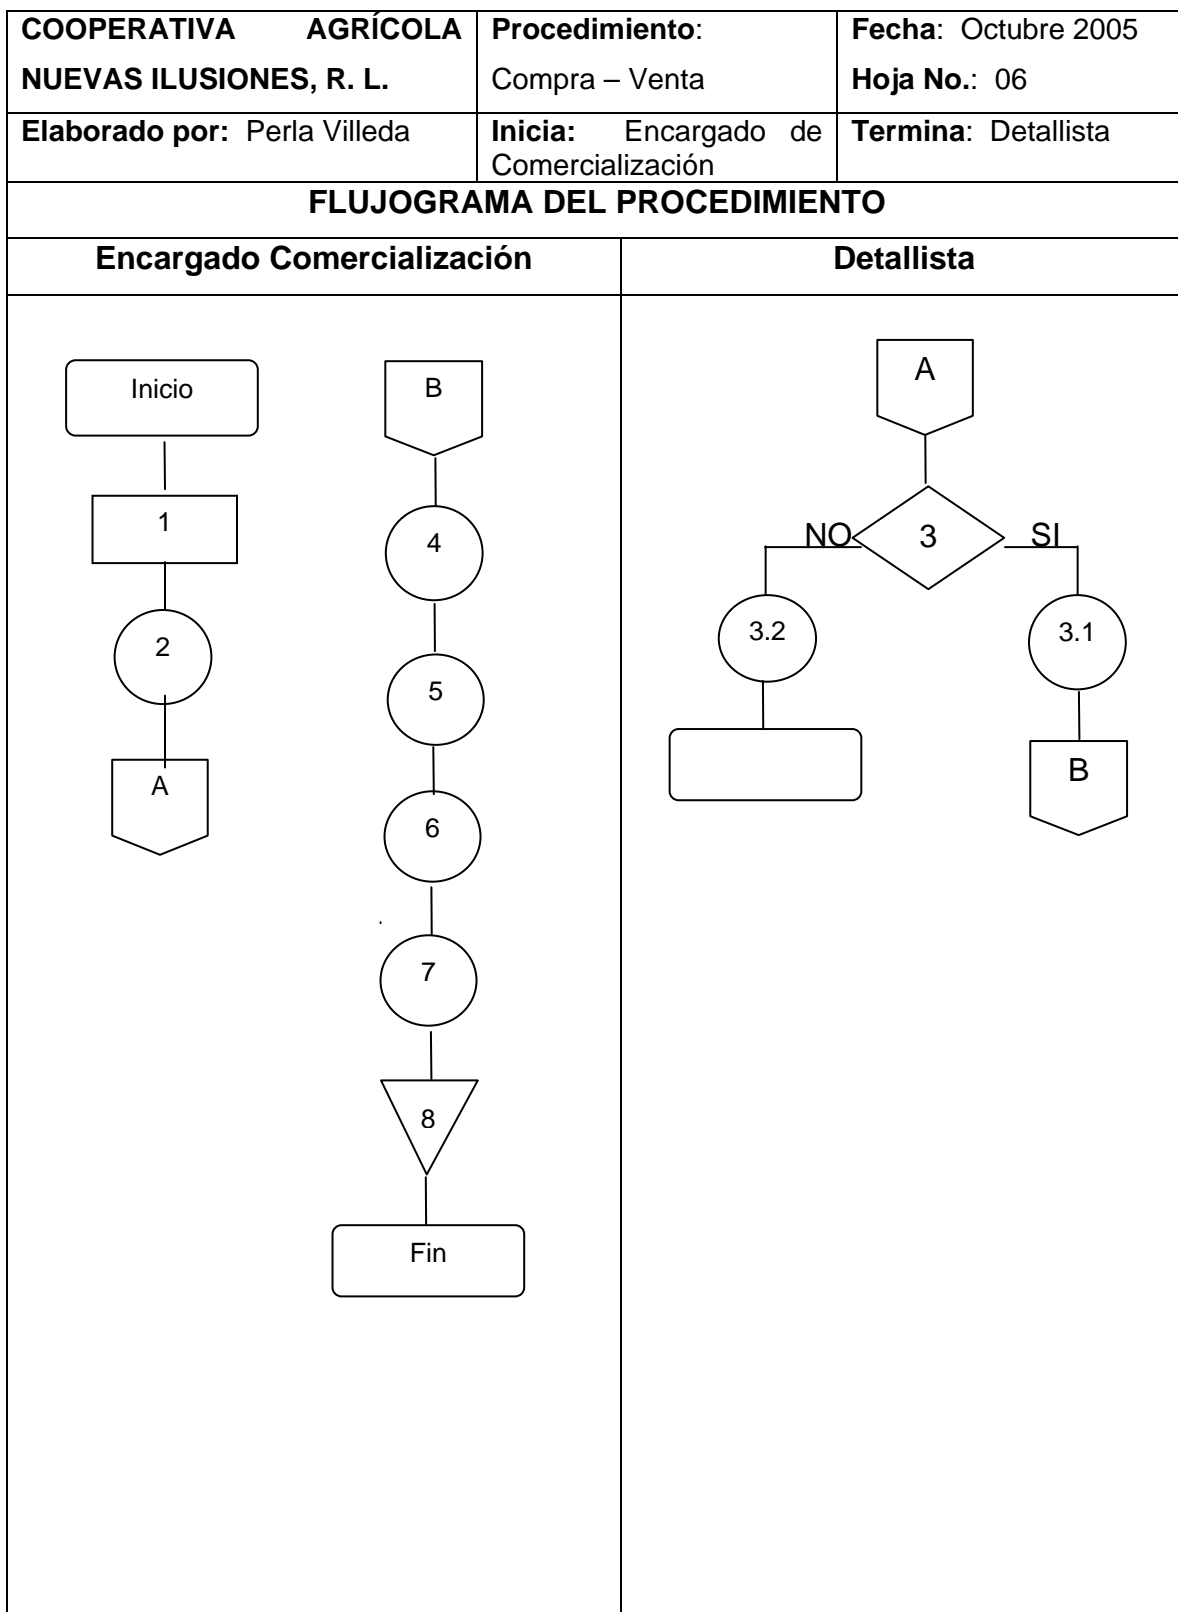 COOPERATIVA AGRÍCOLA
NUEVAS ILUSIONES, R. L.
Procedimiento:
Compra – Venta
Fecha: Octubre 2005
Hoja No.: 06
Elaborado por: Perla Villeda
Inicia: Encargado de
Comercialización
Termina: Detallista
FLUJOGRAMA DEL PROCEDIMIENTO
Encargado Comercialización
Detallista
Inicio
1
2
A
B
4
5
6
7
8
Fin
A
NO
3
SI
3.2
3.1
B